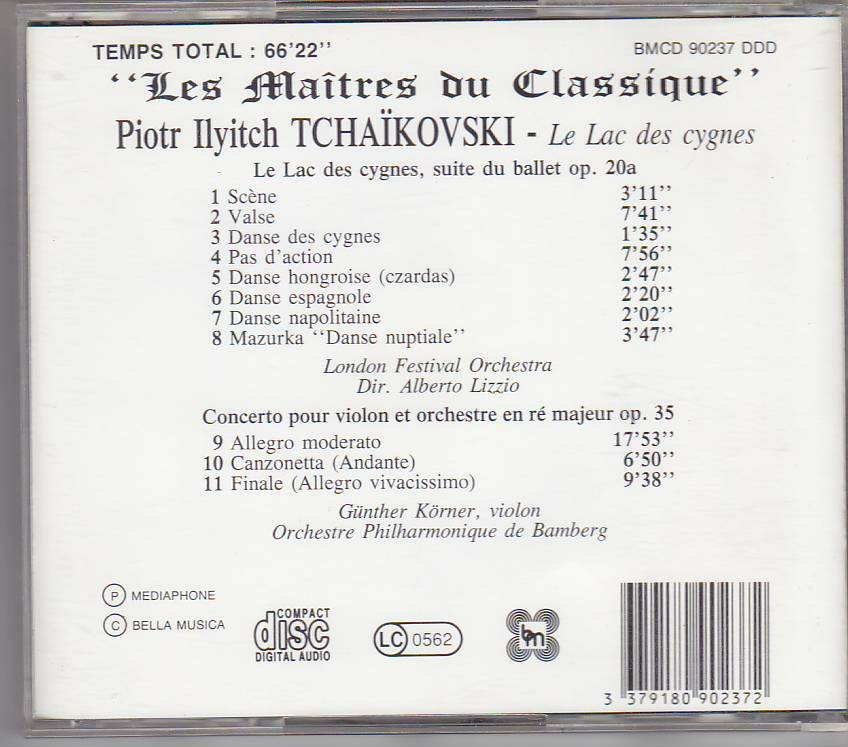 TEMPS TOTAL : 66'22'' BMCD 90237 DDD
‘‘Les Maîtres du Classique’’
Piotr Ilyitch TCHAÏKOVSKI - Le Lac des cygnes
Le Lac des cygnes, suite du ballet op. 20a
1 Scène 3'11''
2 Valse 7'41''
3 Danse des cygnes 1'35''
4 Pas d'action 7'56''
5 Danse hongroise (czardas) 2'47''
6 Danse espagnole 2'20''
7 Danse napolitaine 2'02''
8 Mazurka ‘‘Danse nuptiale’’ 3'47''
London Festival Orchestra
Dir. Alberto Lizzio
Concerto pour violon et orchestre en ré majeur op. 35
9 Allegro moderato 17'53''
10 Canzonetta (Andante) 6'50''
11 Finale (Allegro vivacissimo) 9'38''
Günther Körner, violon
Orchestre Philharmonique de Bamberg
P MEDIAPHONE
C BELLA MUSICA
COMPACT
disc
DIGITAL AUDIO
LC 0562
bm
3 379180 902372